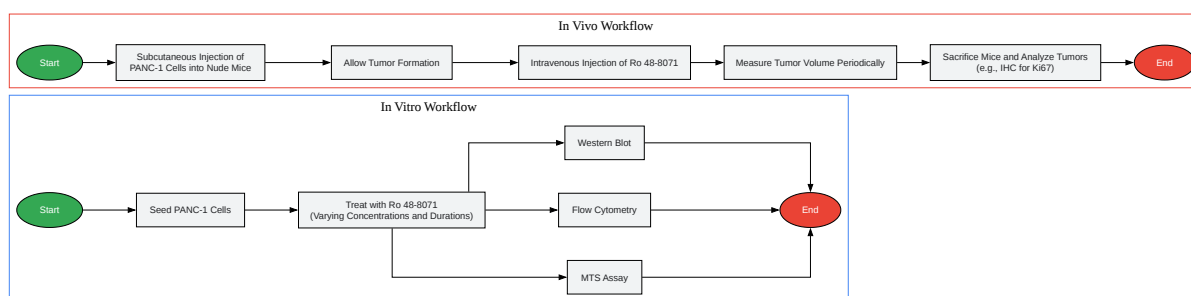 In Vivo Workflow
Start
Subcutaneous Injection of
PANC-1 Cells into Nude Mice
Allow Tumor Formation
Intravenous Injection of Ro 48-8071
Measure Tumor Volume Periodically
Sacrifice Mice and Analyze Tumors
(e.g., IHC for Ki67)
End
In Vitro Workflow
Start
Seed PANC-1 Cells
Treat with Ro 48-8071
(Varying Concentrations and Durations)
Western Blot
Flow Cytometry
MTS Assay
End